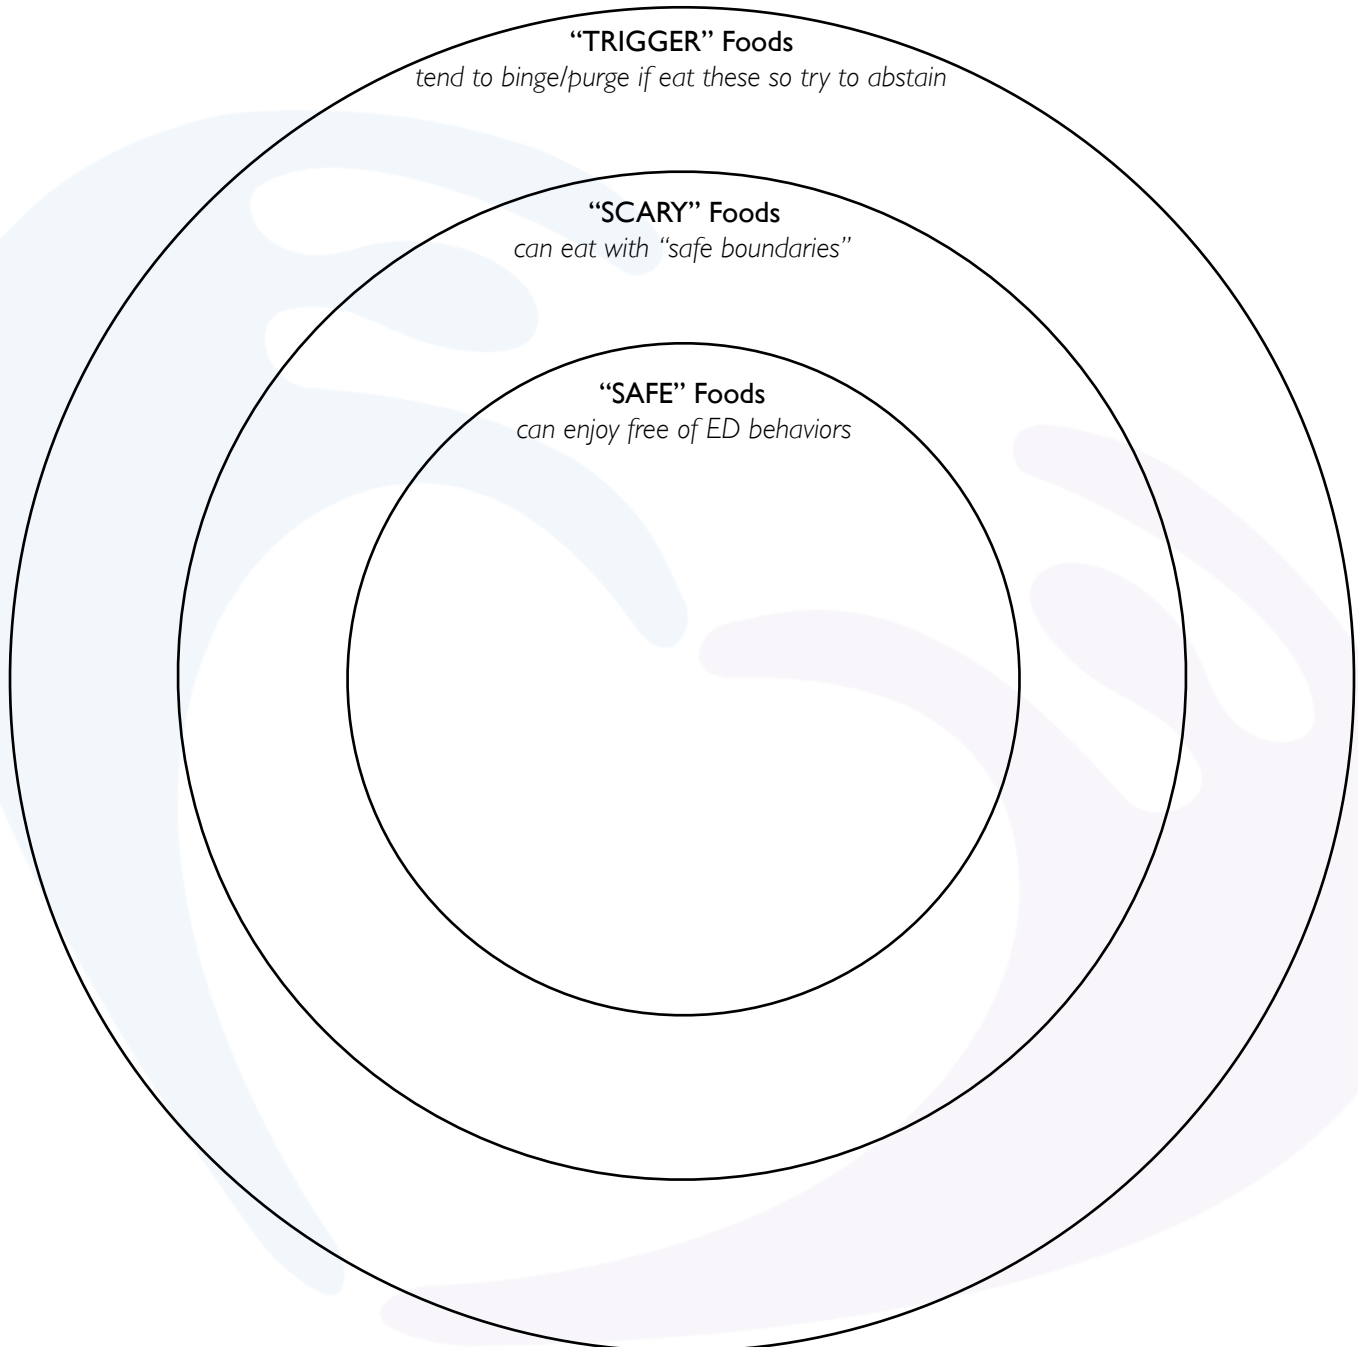 “TRIGGER” Foods
tend to binge/purge if eat these so try to abstain
“SCARY” Foods
can eat with “safe boundaries”
“SAFE” Foods
can enjoy free of ED behaviors